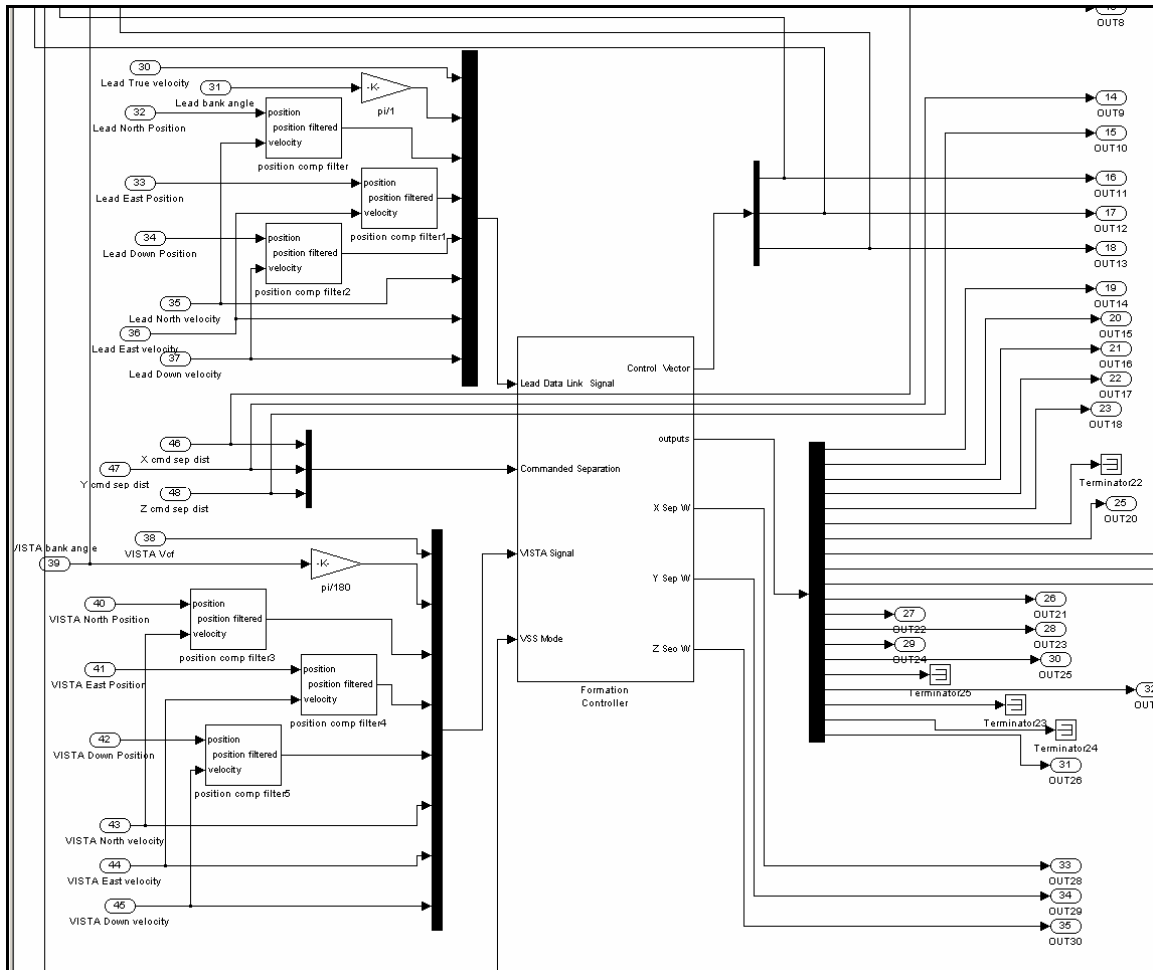 OUT8
30
Lead True velocity
31
Lead bank angle
-K-
pi/1
32
Lead North Position
position
position filtered
velocity
position comp filter
33
Lead East Position
position
position filtered
velocity
position comp filter1
34
Lead Down Position
position
position filtered
velocity
position comp filter2
35
Lead North velocity
36
Lead East velocity
37
Lead Down velocity
14
OUT9
15
OUT10
16
OUT11
17
OUT12
18
OUT13
19
OUT14
20
OUT15
21
OUT16
22
OUT17
23
OUT18
Terminator22
25
OUT20
Control Vector
Lead Data Link Signal
outputs
Commanded Separation
X Sep W
VISTA Signal
Y Sep W
VSS Mode
Z Seo W
Formation
Controller
46
X cmd sep dist
47
Y cmd sep dist
48
Z cmd sep dist
38
VISTA Vcf
VISTA bank angle
39
-K-
pi/180
40
VISTA North Position
position
position filtered
velocity
position comp filter3
41
VISTA East Position
position
position filtered
velocity
position comp filter4
42
VISTA Down Position
position
position filtered
velocity
position comp filter5
43
VISTA North velocity
44
VISTA East velocity
45
VISTA Down velocity
26
OUT21
27
OUT22
28
OUT23
29
OUT24
30
OUT25
Terminator25
32
OUT
Terminator23
Terminator24
31
OUT26
33
OUT28
34
OUT29
35
OUT30